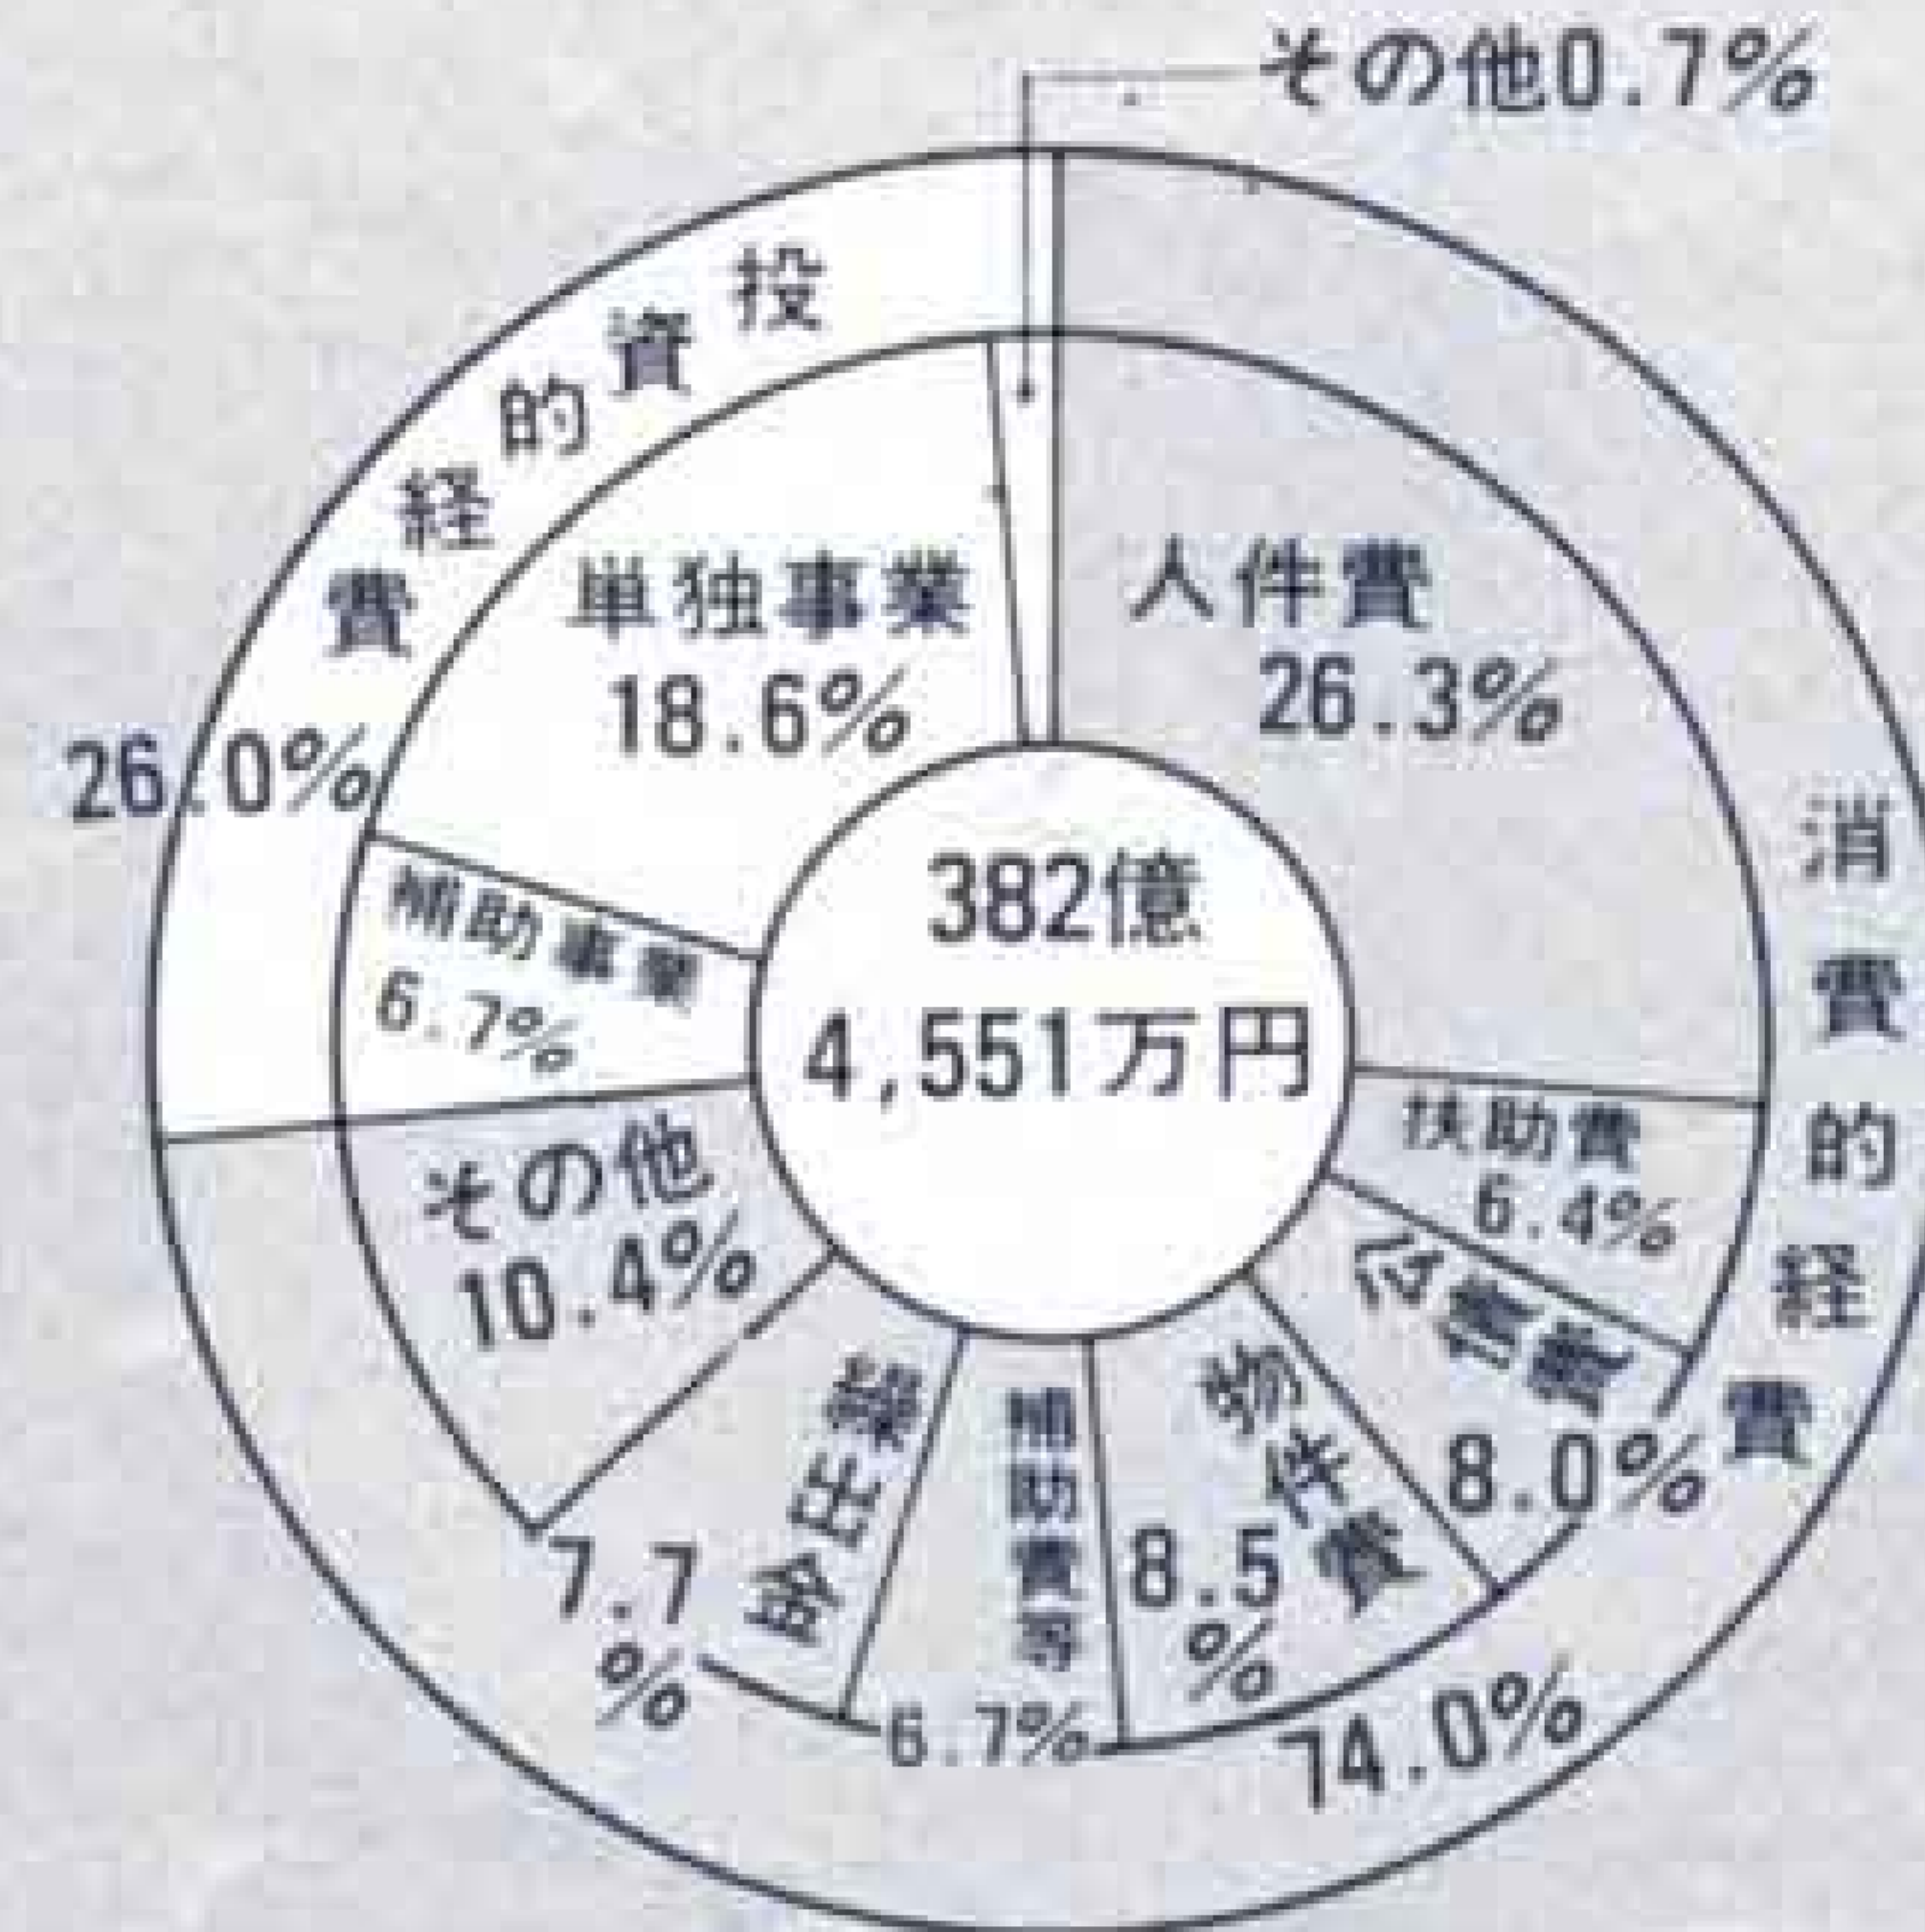 その他0.7%
投資的経費
26.0%
単独事業
18.6%
人件費
26.3%
補助事業
6.7%
382億
4,551万円
消費的経費
74.0%
扶助費
6.4%
公債費
8.0%
物件費
8.5
%
補助費等
6.7%
7.7
%
その他
10.4%